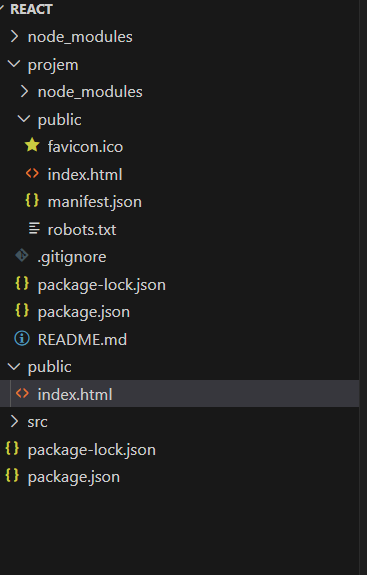 REACT
node_modules
projem
node_modules
public
favicon.ico
index.html
manifest.json
robots.txt
.gitignore
package-lock.json
package.json
README.md
public
index.html
src
package-lock.json
package.json